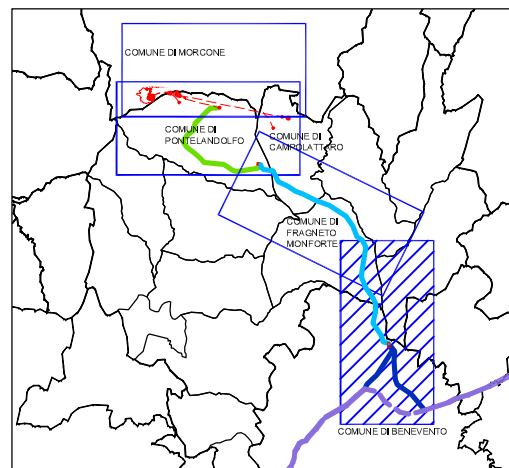 COMUNE DI MORCONE
COMUNE DI
PONTELANDOLFO
COMUNE DI
CAMPOLATTARO
COMUNE DI
FRAGNETO
MONFORTE
COMUNE DI BENEVENTO